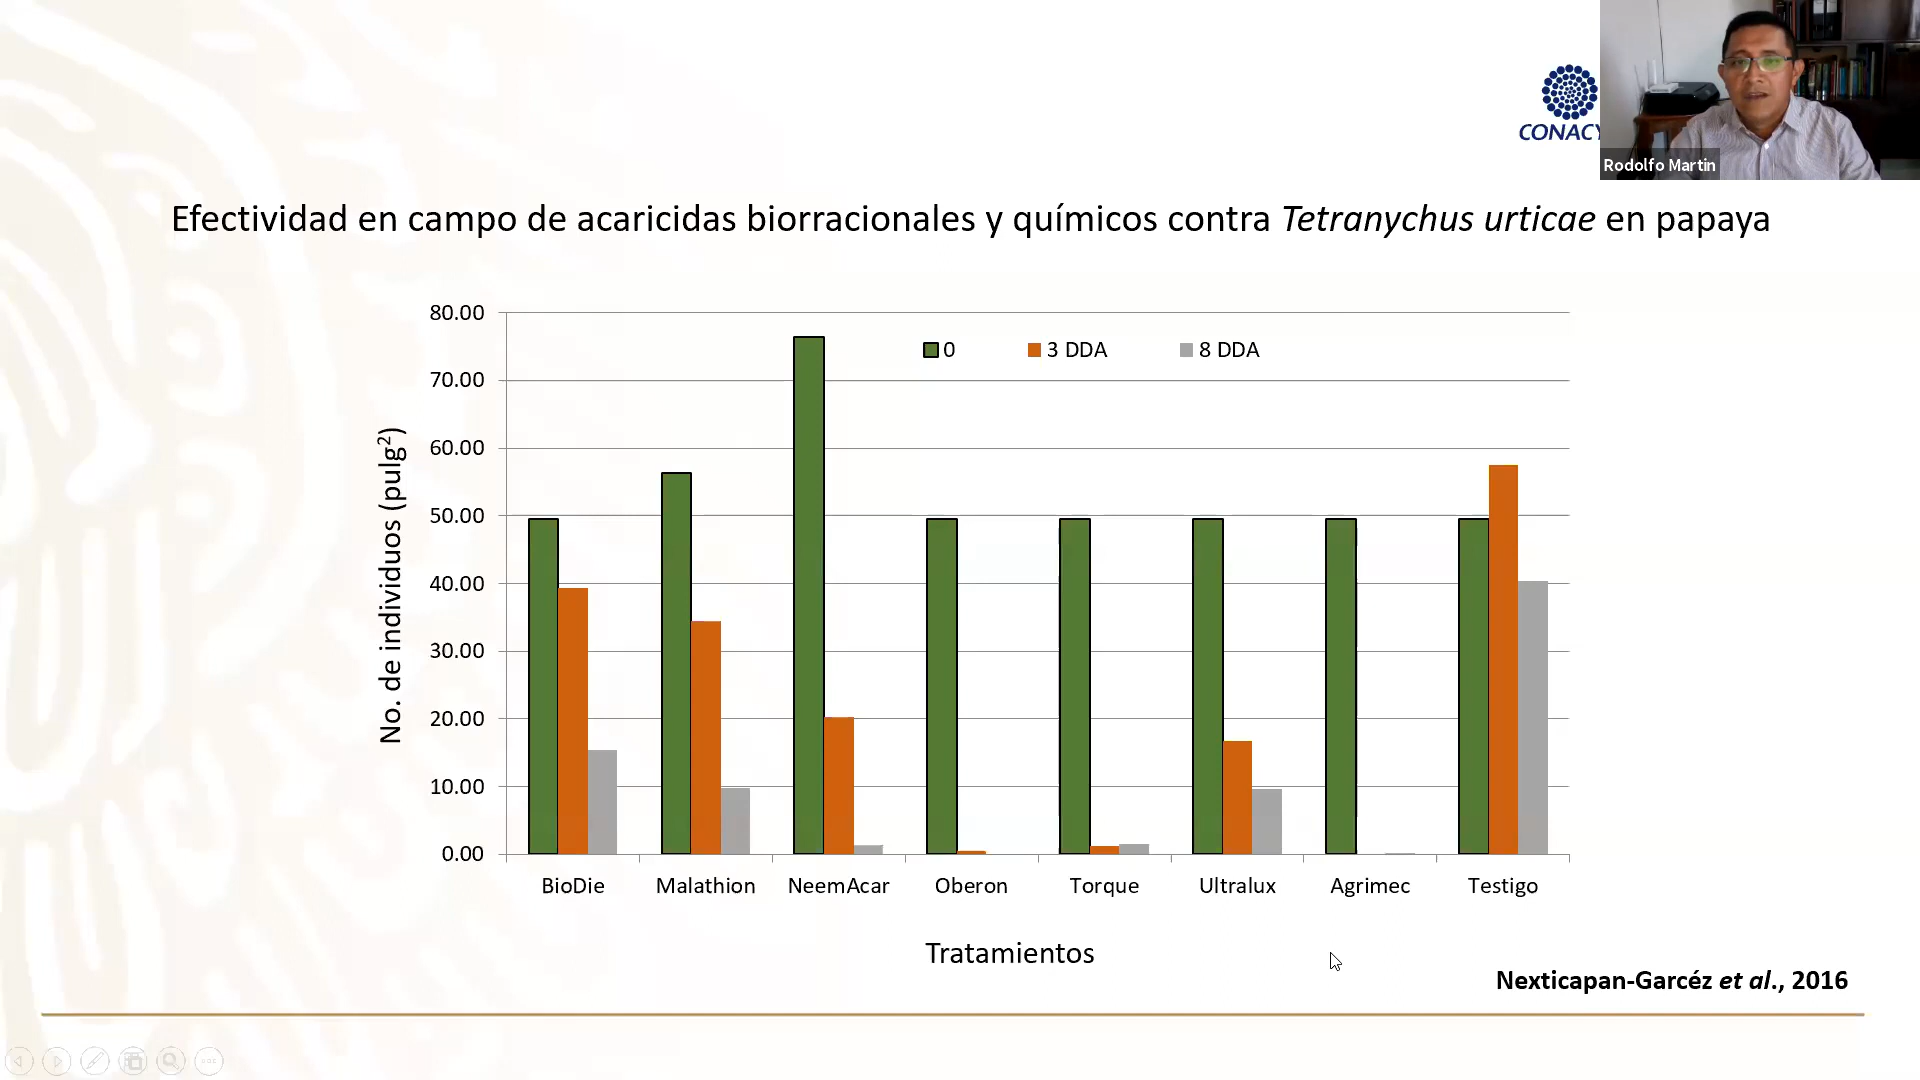 CONACY
Rodolfo Martin
Efectividad en campo de acaricidas biorracionales y químicos contra Tetranychus urticae en papaya
No. de individuos (pulg²)
80.00
70.00
60.00
50.00
40.00
30.00
20.00
10.00
0.00
0 3 DDA 8 DDA
BioDie Malathion NeemAcar Oberon Torque Ultralux Agrimec Testigo
Tratamientos
Nexticapan-Garcéz et al., 2016